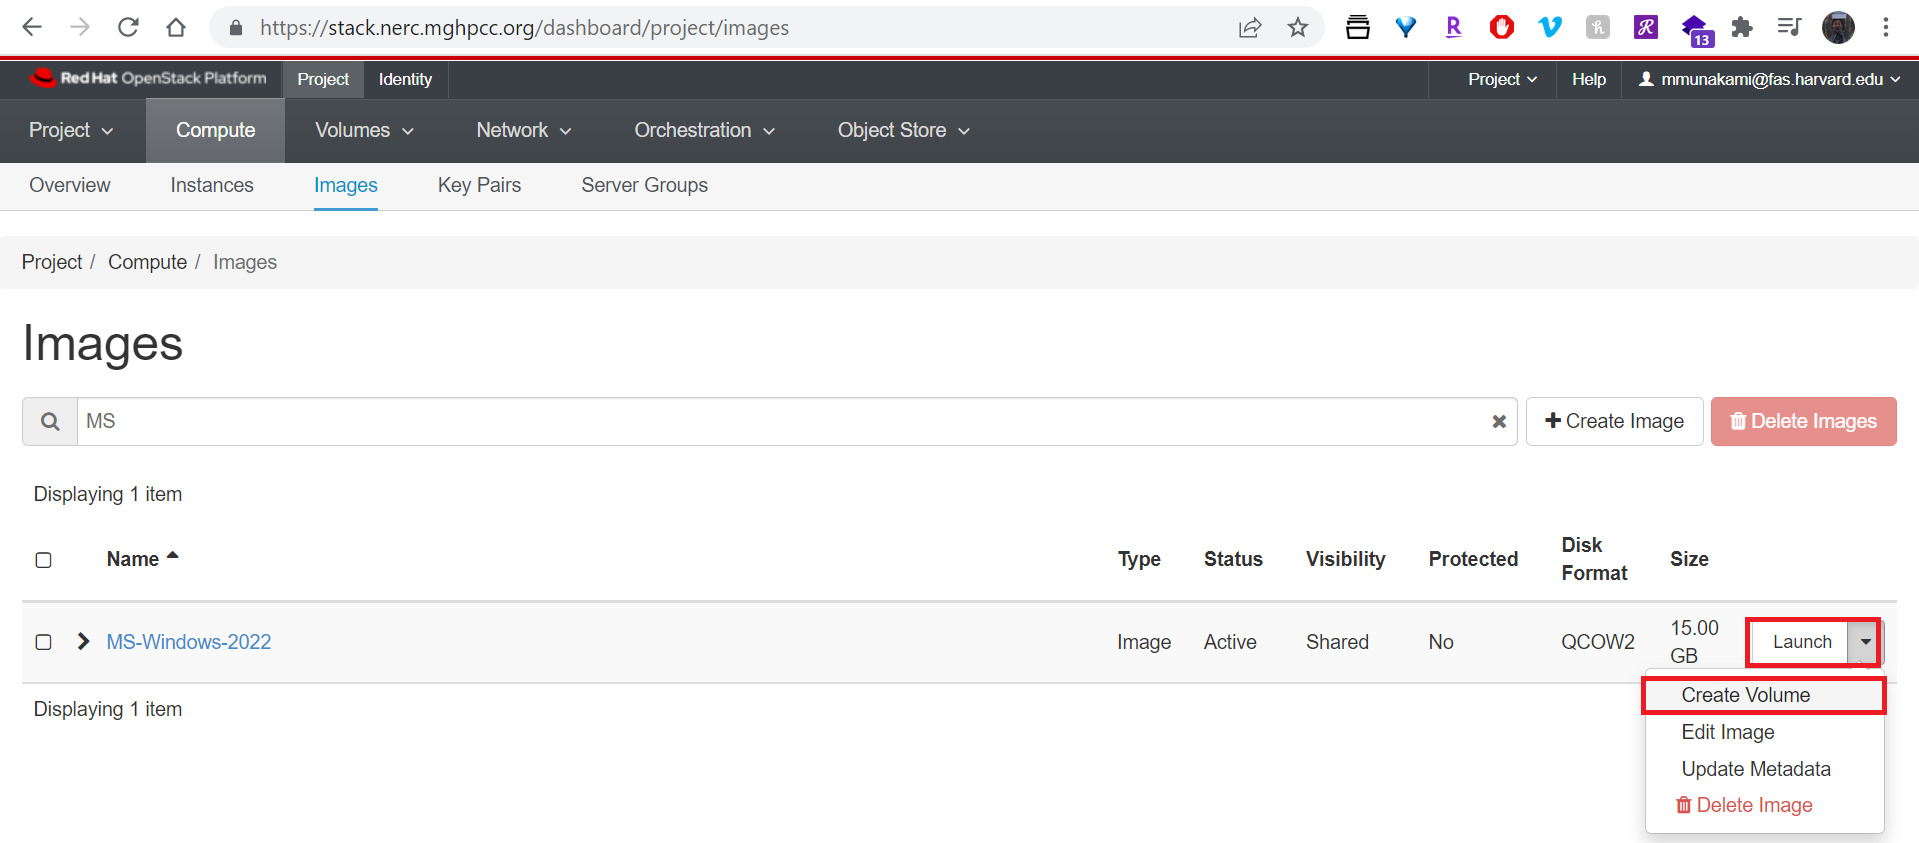 https://stack.nerc.mghpcc.org/dashboard/project/images
13
Red Hat OpenStack Platform Project Identity Project Help mmunakami@fas.harvard.edu
Project Compute Volumes Network Orchestration Object Store
Overview Instances Images Key Pairs Server Groups
Project / Compute / Images
Images
MS Create Image Delete Images
Displaying 1 item
Name Type Status Visibility Protected Disk Format Size
MS-Windows-2022 Image Active Shared No QCOW2 15.00 GB Launch
Create Volume
Displaying 1 item
Edit Image
Update Metadata
Delete Image